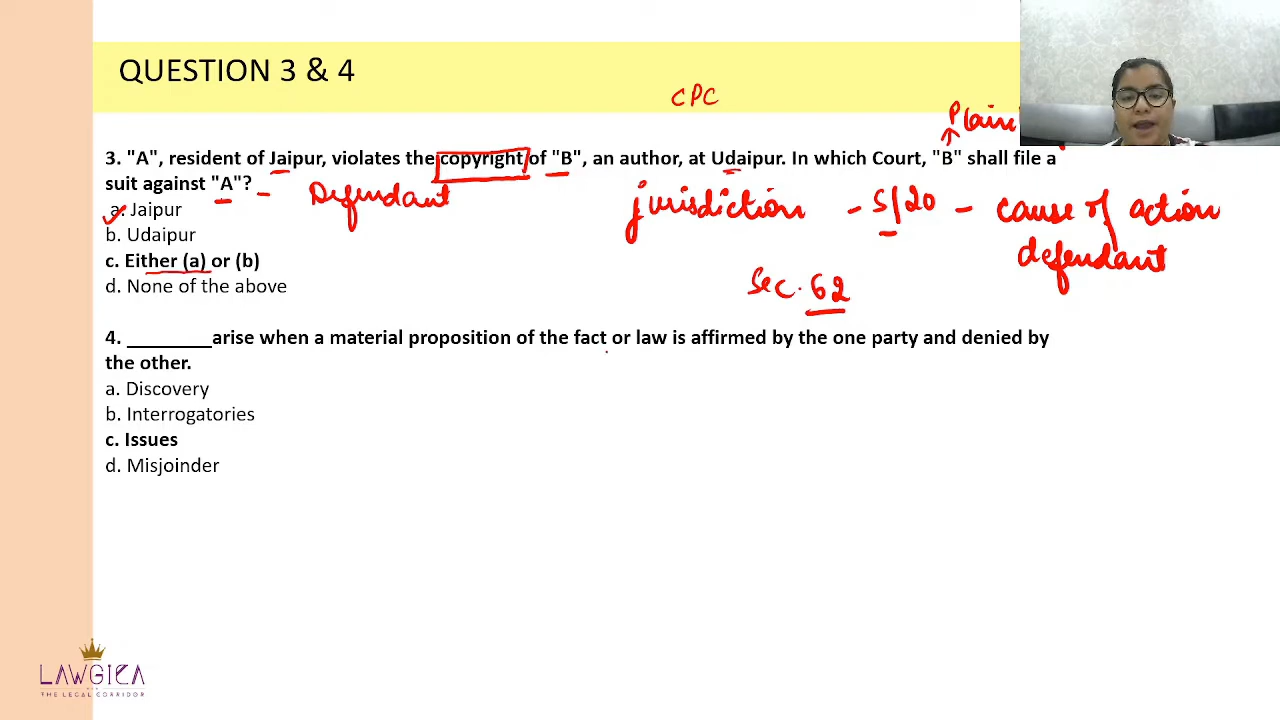 QUESTION 3 & 4
CPC
3. "A", resident of Jaipur, violates the copyright of "B", an author, at Udaipur. In which Court, "B" shall file a
suit against "A"?
Defendant
jurisdiction - S/20 - cause of action
defendant
a. Jaipur
b. Udaipur
c. Either (a) or (b)
d. None of the above
Sec. 62
4. ________arise when a material proposition of the fact or law is affirmed by the one party and denied by
the other.
a. Discovery
b. Interrogatories
c. Issues
d. Misjoinder
LAWGICA
THE LEGAL CORRIDOR